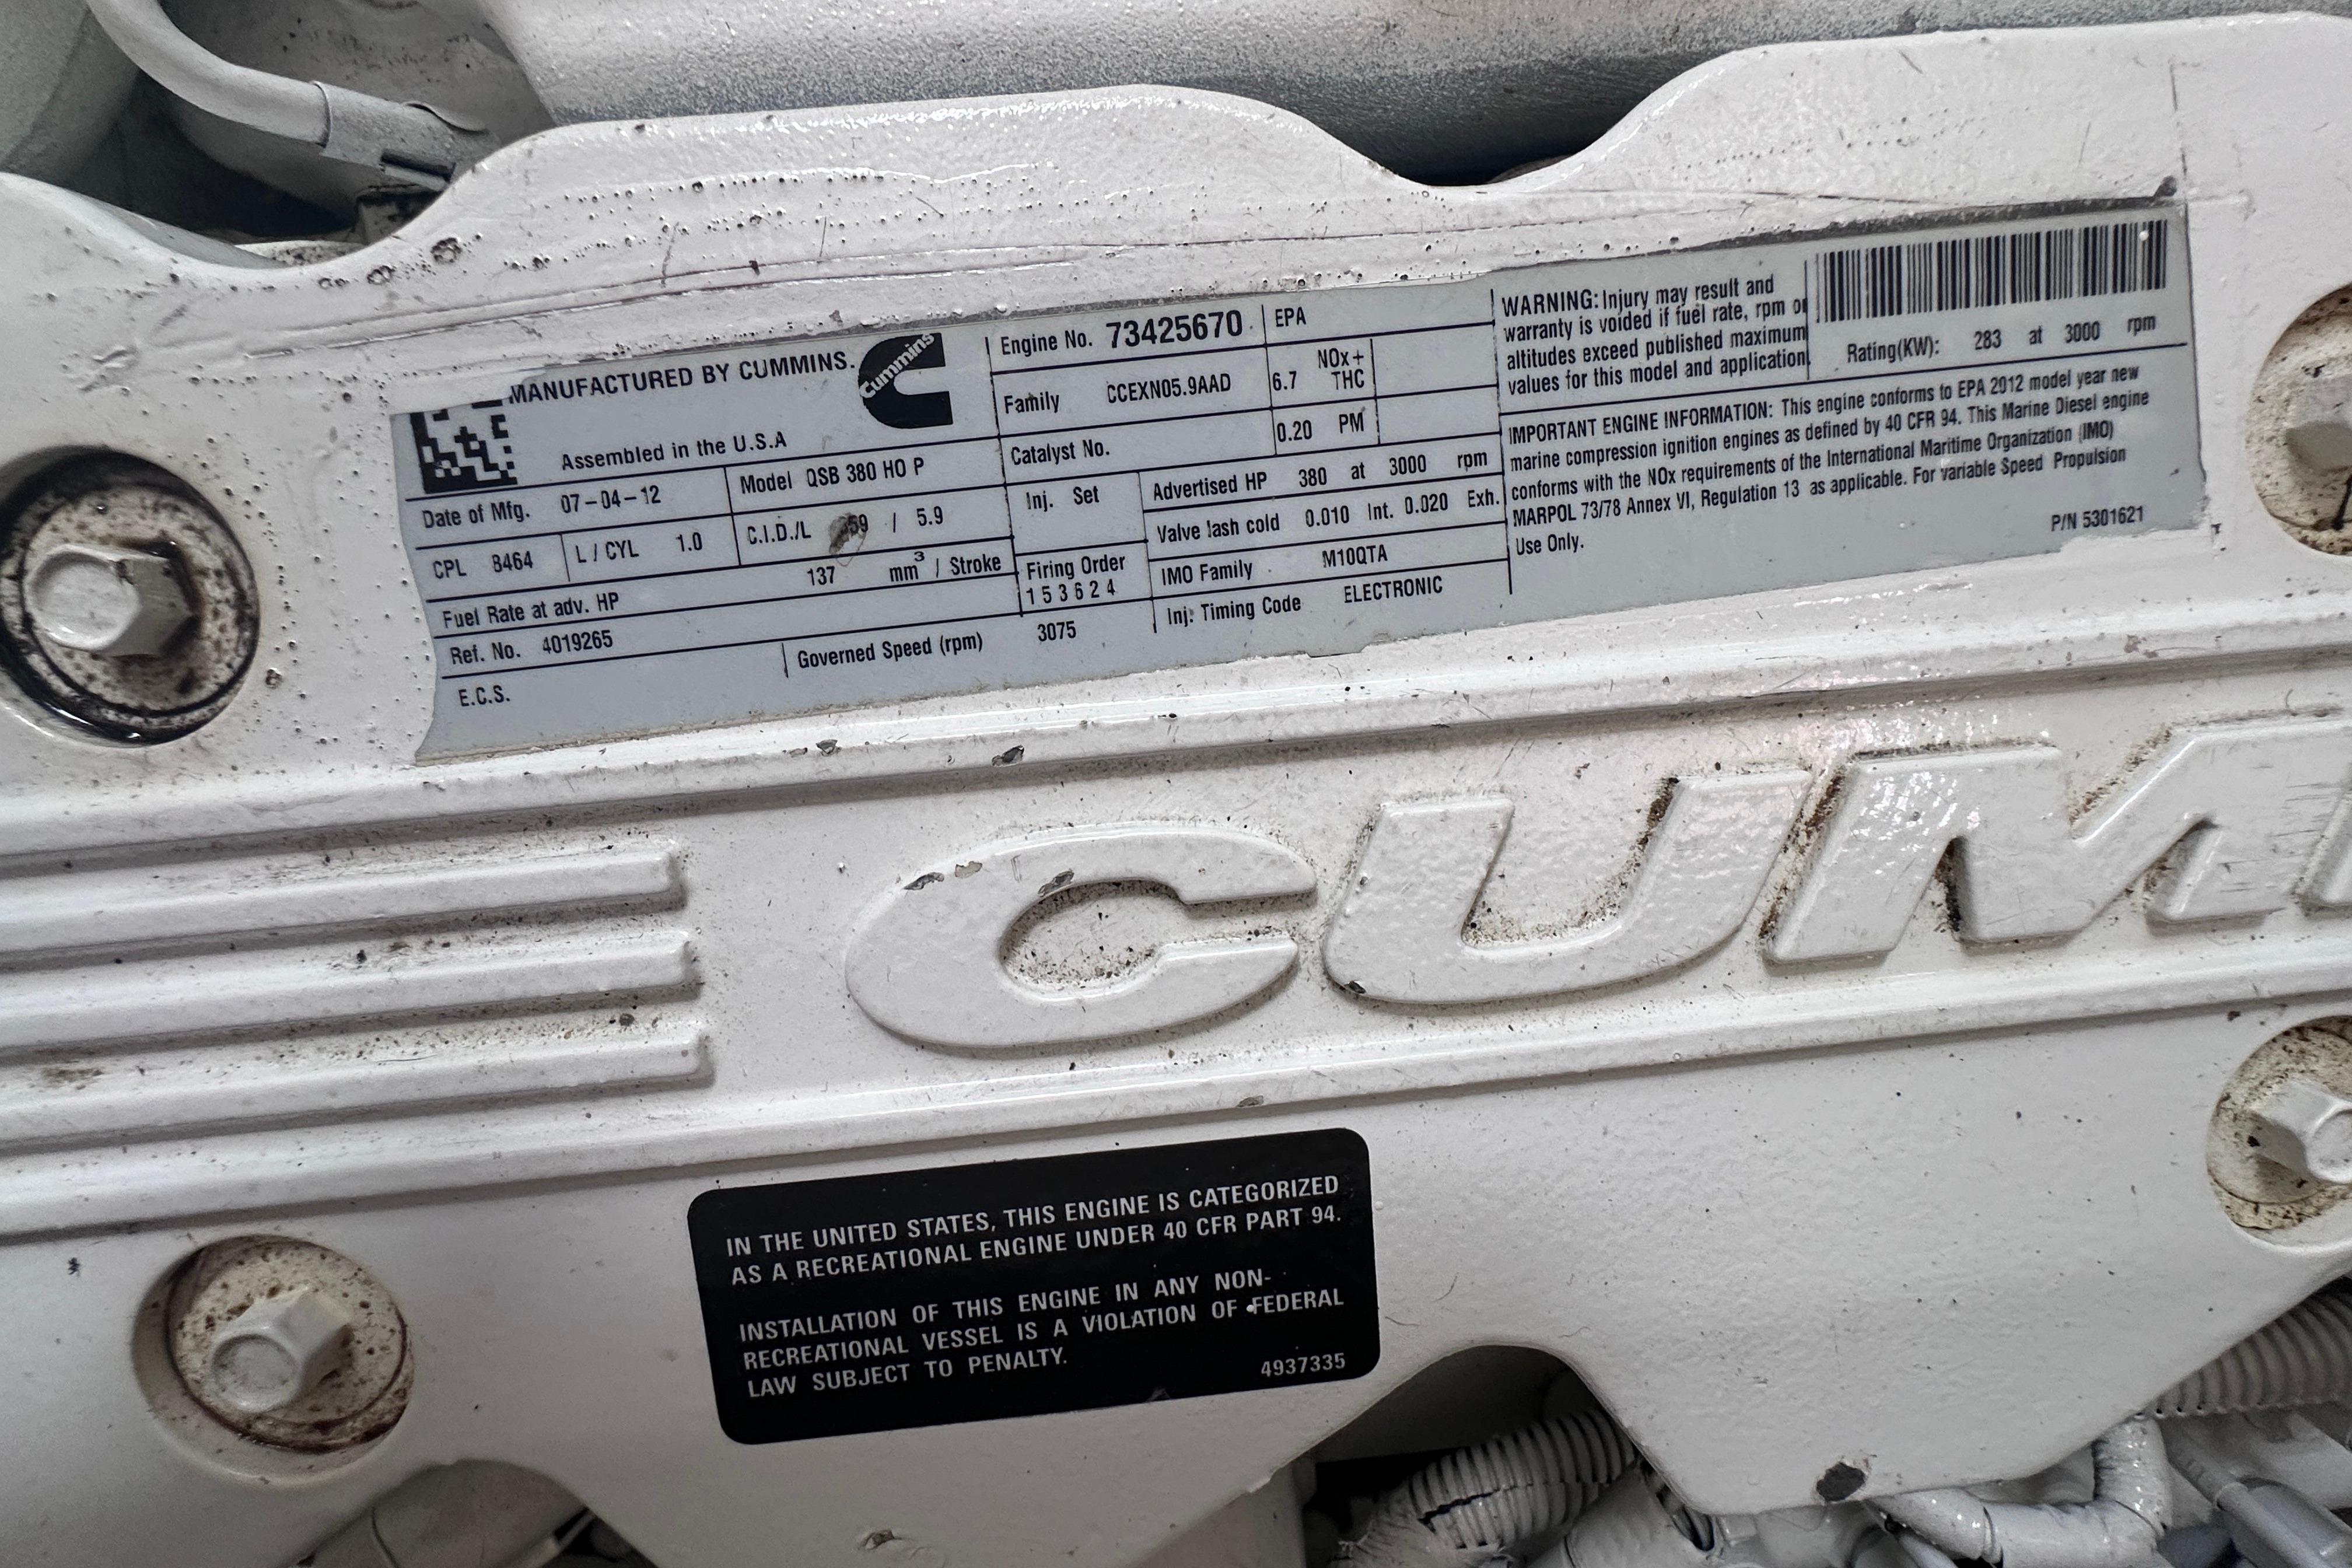 MANUFACTURED BY CUMMINS.
Cummins
Assembled in the U.S.A
Date of Mfg. 07-04-12
Model QSB 380 HO P
CPL 8464
L / CYL 1.0
C.I.D./L 359 / 5.9
Fuel Rate at adv. HP 137 mm³ / Stroke
Ref. No. 4019265
Governed Speed (rpm) 3075
E.C.S.
Engine No. 73425670
EPA
Family CCEXN05.9AAD
6.7 NOx+ THC
Catalyst No.
0.20 PM
Inj. Set
Advertised HP 380 at 3000 rpm
Valve lash cold 0.010 Int. 0.020 Exh.
Firing Order
1 5 3 6 2 4
IMO Family M10QTA
Inj: Timing Code ELECTRONIC
WARNING: Injury may result and
warranty is voided if fuel rate, rpm or
altitudes exceed published maximum
values for this model and application
Rating(KW): 283 at 3000 rpm
IMPORTANT ENGINE INFORMATION: This engine conforms to EPA 2012 model year new
marine compression ignition engines as defined by 40 CFR 94. This Marine Diesel engine
conforms with the NOx requirements of the International Maritime Organization (IMO)
MARPOL 73/78 Annex VI, Regulation 13 as applicable. For variable Speed Propulsion
Use Only.
P/N 5301621
CUM
IN THE UNITED STATES, THIS ENGINE IS CATEGORIZED
AS A RECREATIONAL ENGINE UNDER 40 CFR PART 94.
INSTALLATION OF THIS ENGINE IN ANY NON-
RECREATIONAL VESSEL IS A VIOLATION OF FEDERAL
LAW SUBJECT TO PENALTY.
4937335